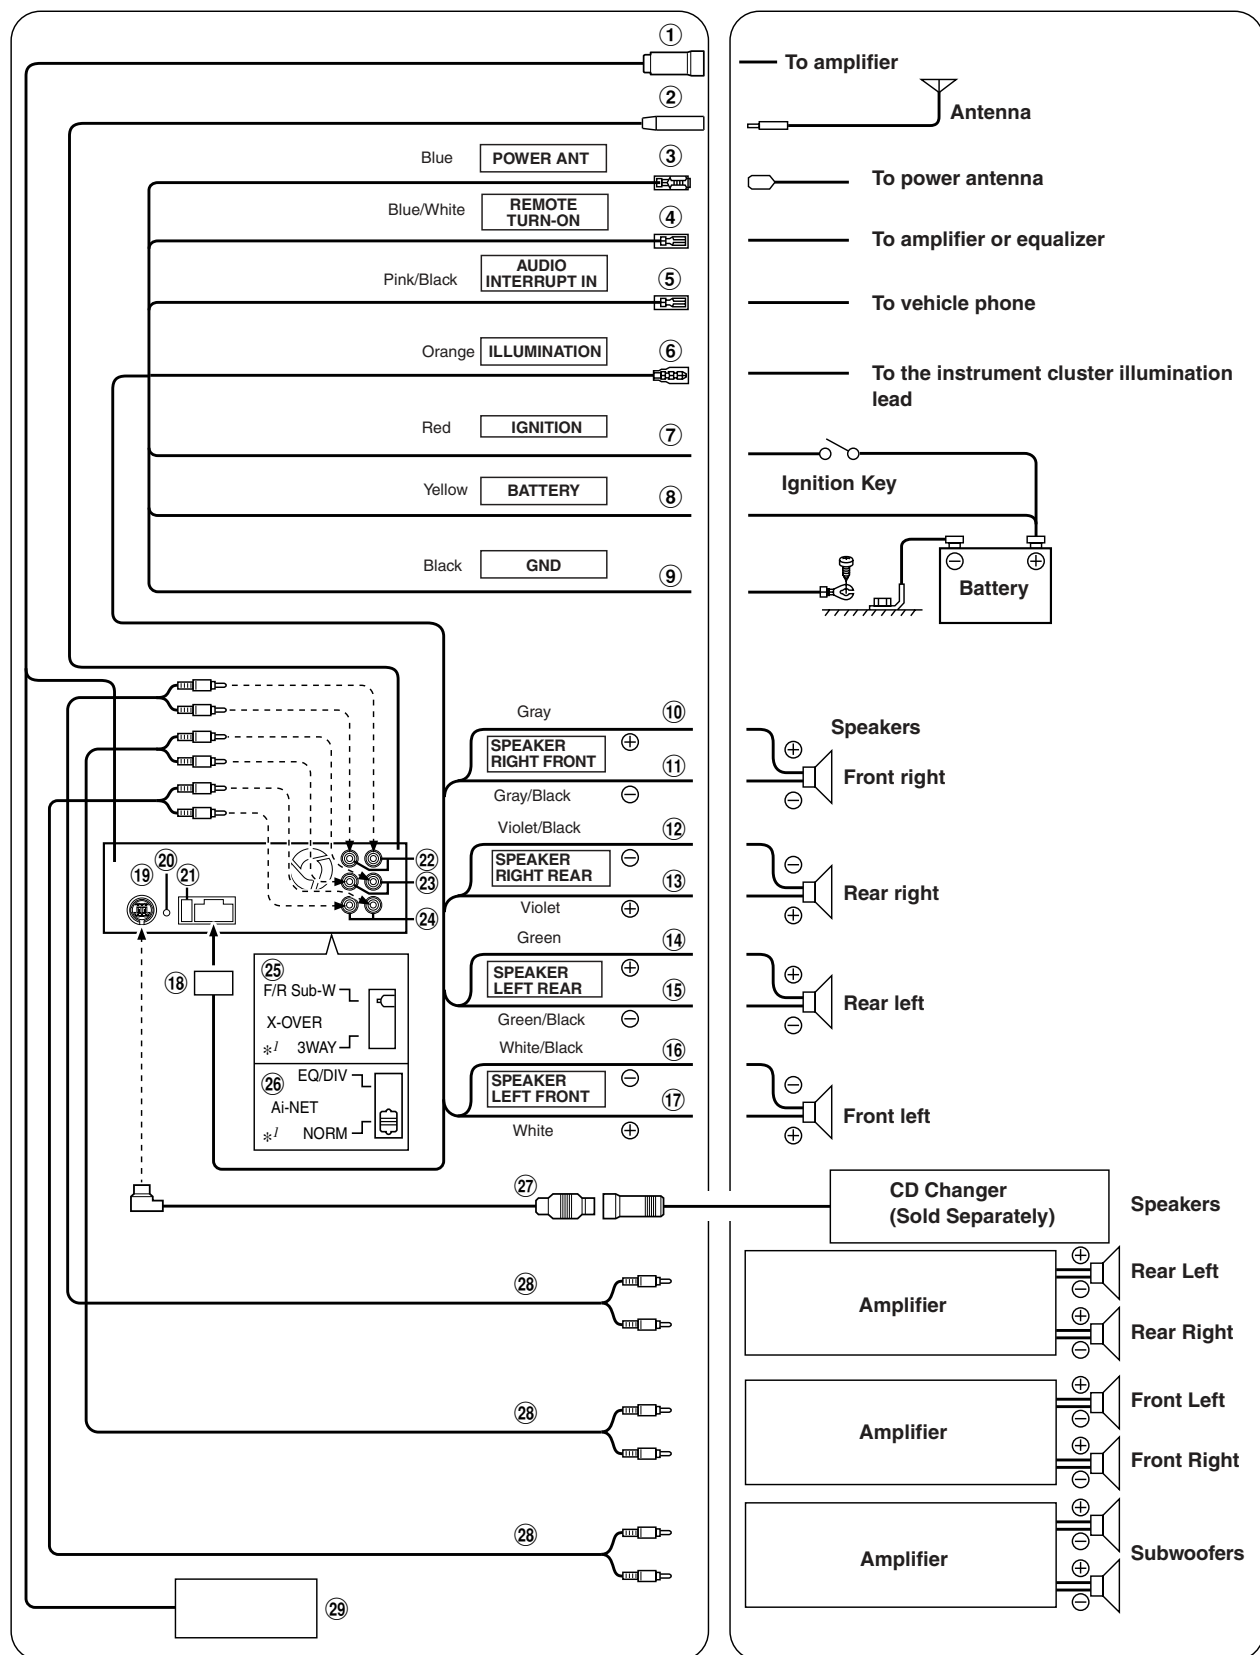 ①
To amplifier
②
Antenna
Blue POWER ANT ③
To power antenna
Blue/White REMOTE
TURN-ON ④
To amplifier or equalizer
Pink/Black AUDIO
INTERRUPT IN ⑤
To vehicle phone
Orange ILLUMINATION ⑥
To the instrument cluster illumination
lead
Red IGNITION ⑦
Ignition Key
Yellow BATTERY ⑧
Black GND ⑨
⊖ ⊕
Battery
Gray ⑩
SPEAKER
RIGHT FRONT ⊕
⑪
Gray/Black ⊖
Speakers
⊕
Front right
⊖
Violet/Black ⑫
SPEAKER
RIGHT REAR ⊖
⑬
Violet ⊕
⊖
Rear right
⊕
Green ⑭
SPEAKER
LEFT REAR ⊕
⑮
Green/Black ⊖
⊕
Rear left
⊖
White/Black ⑯
SPEAKER
LEFT FRONT ⊖
⑰
White ⊕
⊖
Front left
⊕
⑲ ⑳ ㉑
㉒
㉓
㉔
⑱
㉕
F/R Sub-W
X-OVER
*1 3WAY
㉖ EQ/DIV
Ai-NET
*1 NORM
㉗
CD Changer
(Sold Separately)
Speakers
㉘
Amplifier
⊕
Rear Left
⊖
⊕
Rear Right
⊖
㉘
Amplifier
⊕
Front Left
⊖
⊕
Front Right
⊖
㉘
Amplifier
⊕
⊖
Subwoofers
⊕
⊖
㉙